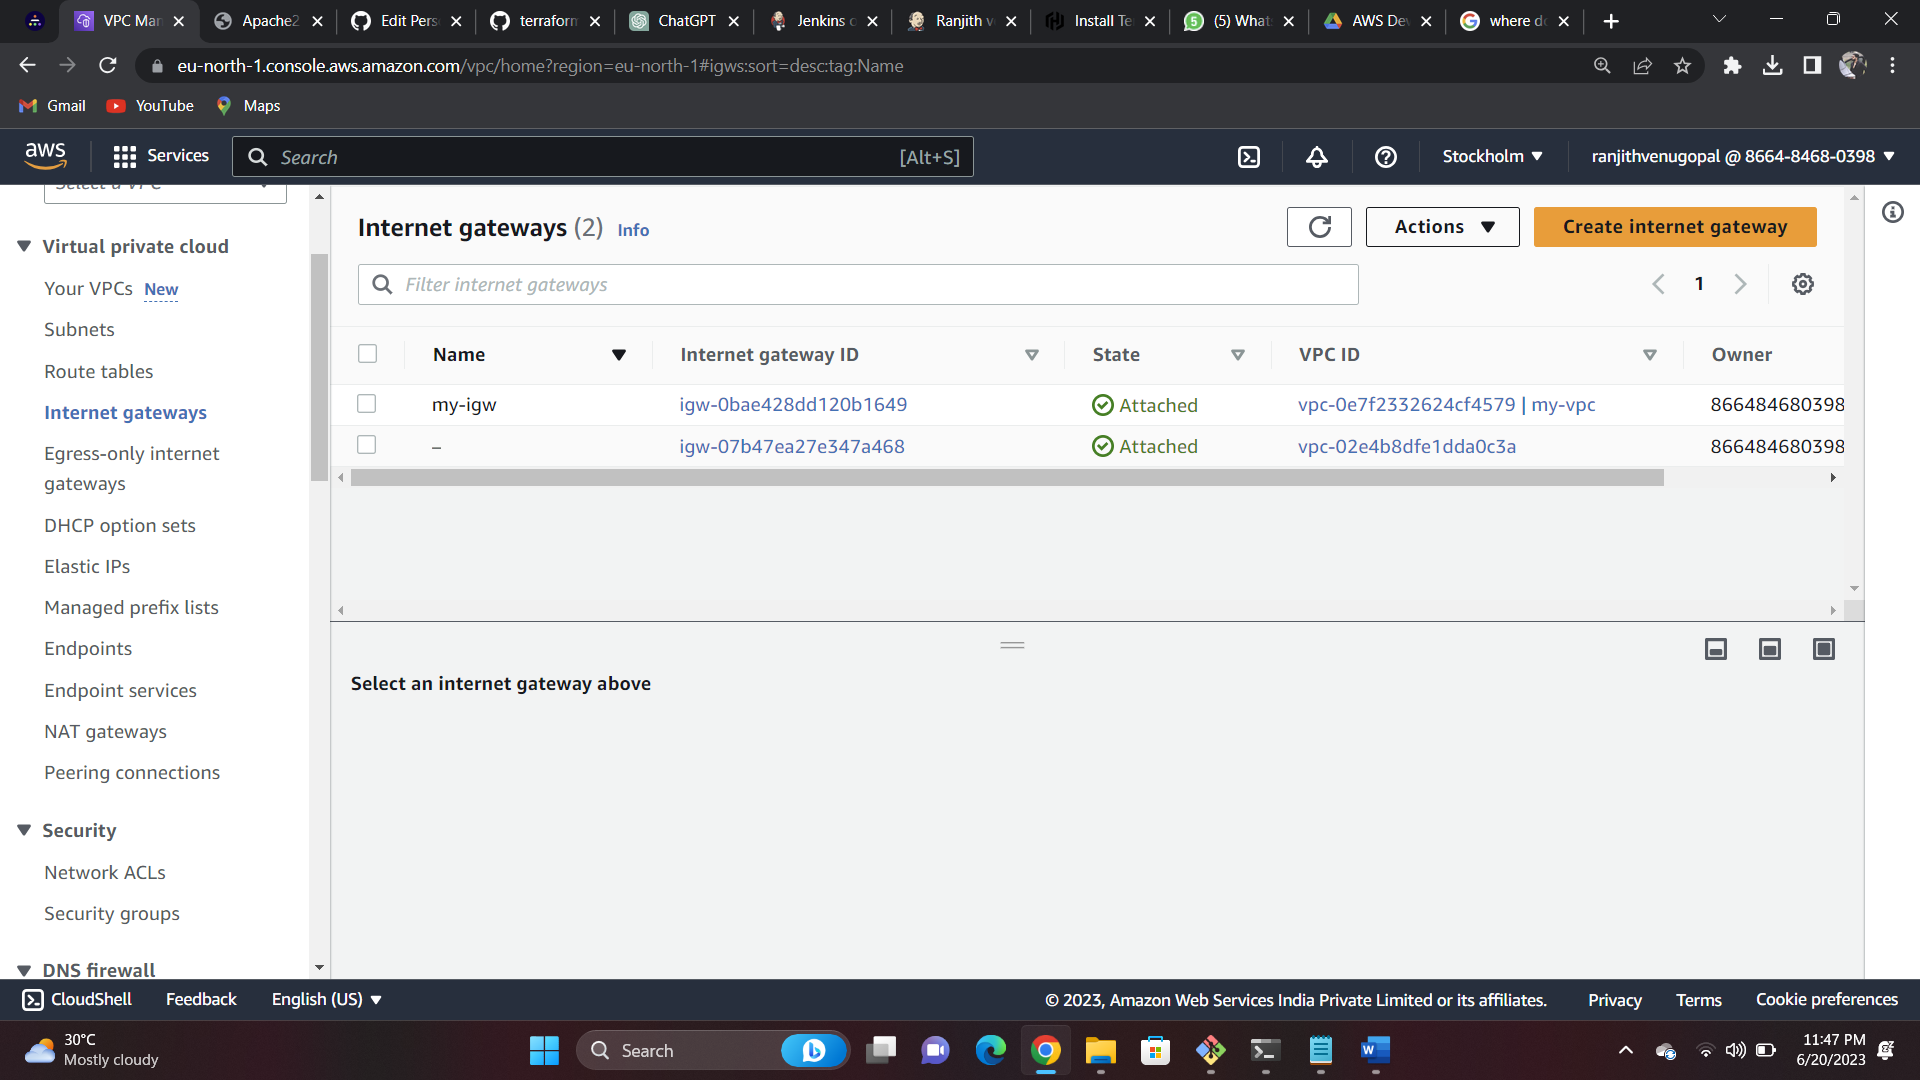 VPC Man
Apache2
Edit Pers
terraform
ChatGPT
Jenkins o
Ranjith v
Install Te
(5) Whats
AWS Dev
where do
eu-north-1.console.aws.amazon.com/vpc/home?region=eu-north-1#igws:sort=desc:tag:Name
Gmail YouTube Maps
aws Services Search [Alt+S] Stockholm ranjithvenugopal @ 8664-8468-0398
Select a VPC
Virtual private cloud
Your VPCs New
Subnets
Route tables
Internet gateways
Egress-only internet
gateways
DHCP option sets
Elastic IPs
Managed prefix lists
Endpoints
Endpoint services
NAT gateways
Peering connections
Security
Network ACLs
Security groups
DNS firewall
Internet gateways (2) Info
Actions
Create internet gateway
Filter internet gateways
1
Name Internet gateway ID State VPC ID Owner
my-igw igw-0bae428dd120b1649 Attached vpc-0e7f2332624cf4579 | my-vpc 866484680398
– igw-07b47ea27e347a468 Attached vpc-02e4b8dfe1dda0c3a 866484680398
Select an internet gateway above
CloudShell Feedback English (US) © 2023, Amazon Web Services India Private Limited or its affiliates. Privacy Terms Cookie preferences
30°C
Mostly cloudy
Search
11:47 PM
6/20/2023